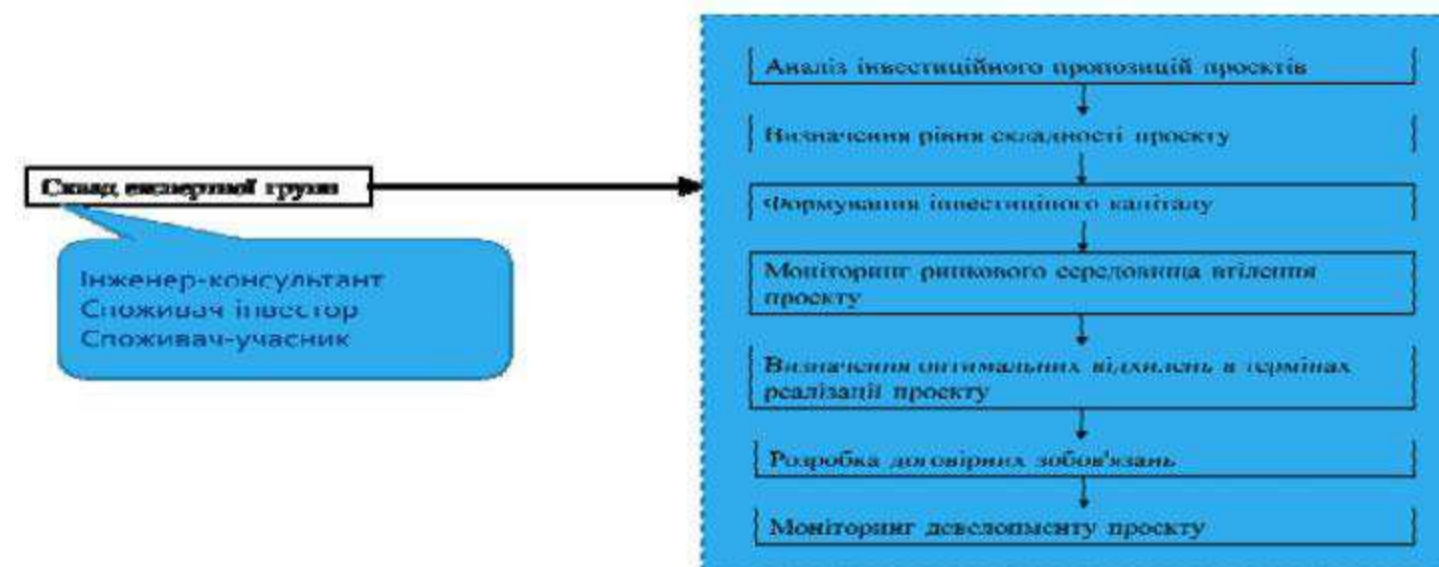 Склад експертної групи
Інженер-консультант
Споживач інвестор
Споживач-учасник
Аналіз інвестиційного пропозицій проєктів
Визначення рівня складності проєкту
Формування інвестиційного капіталу
Моніторинг ринкового середовища втілення
проєкту
Визначення оптимальних відхилень в термінах
реалізації проєкту
Розробка договірних зобов'язань
Моніторинг девелопменту проєкту